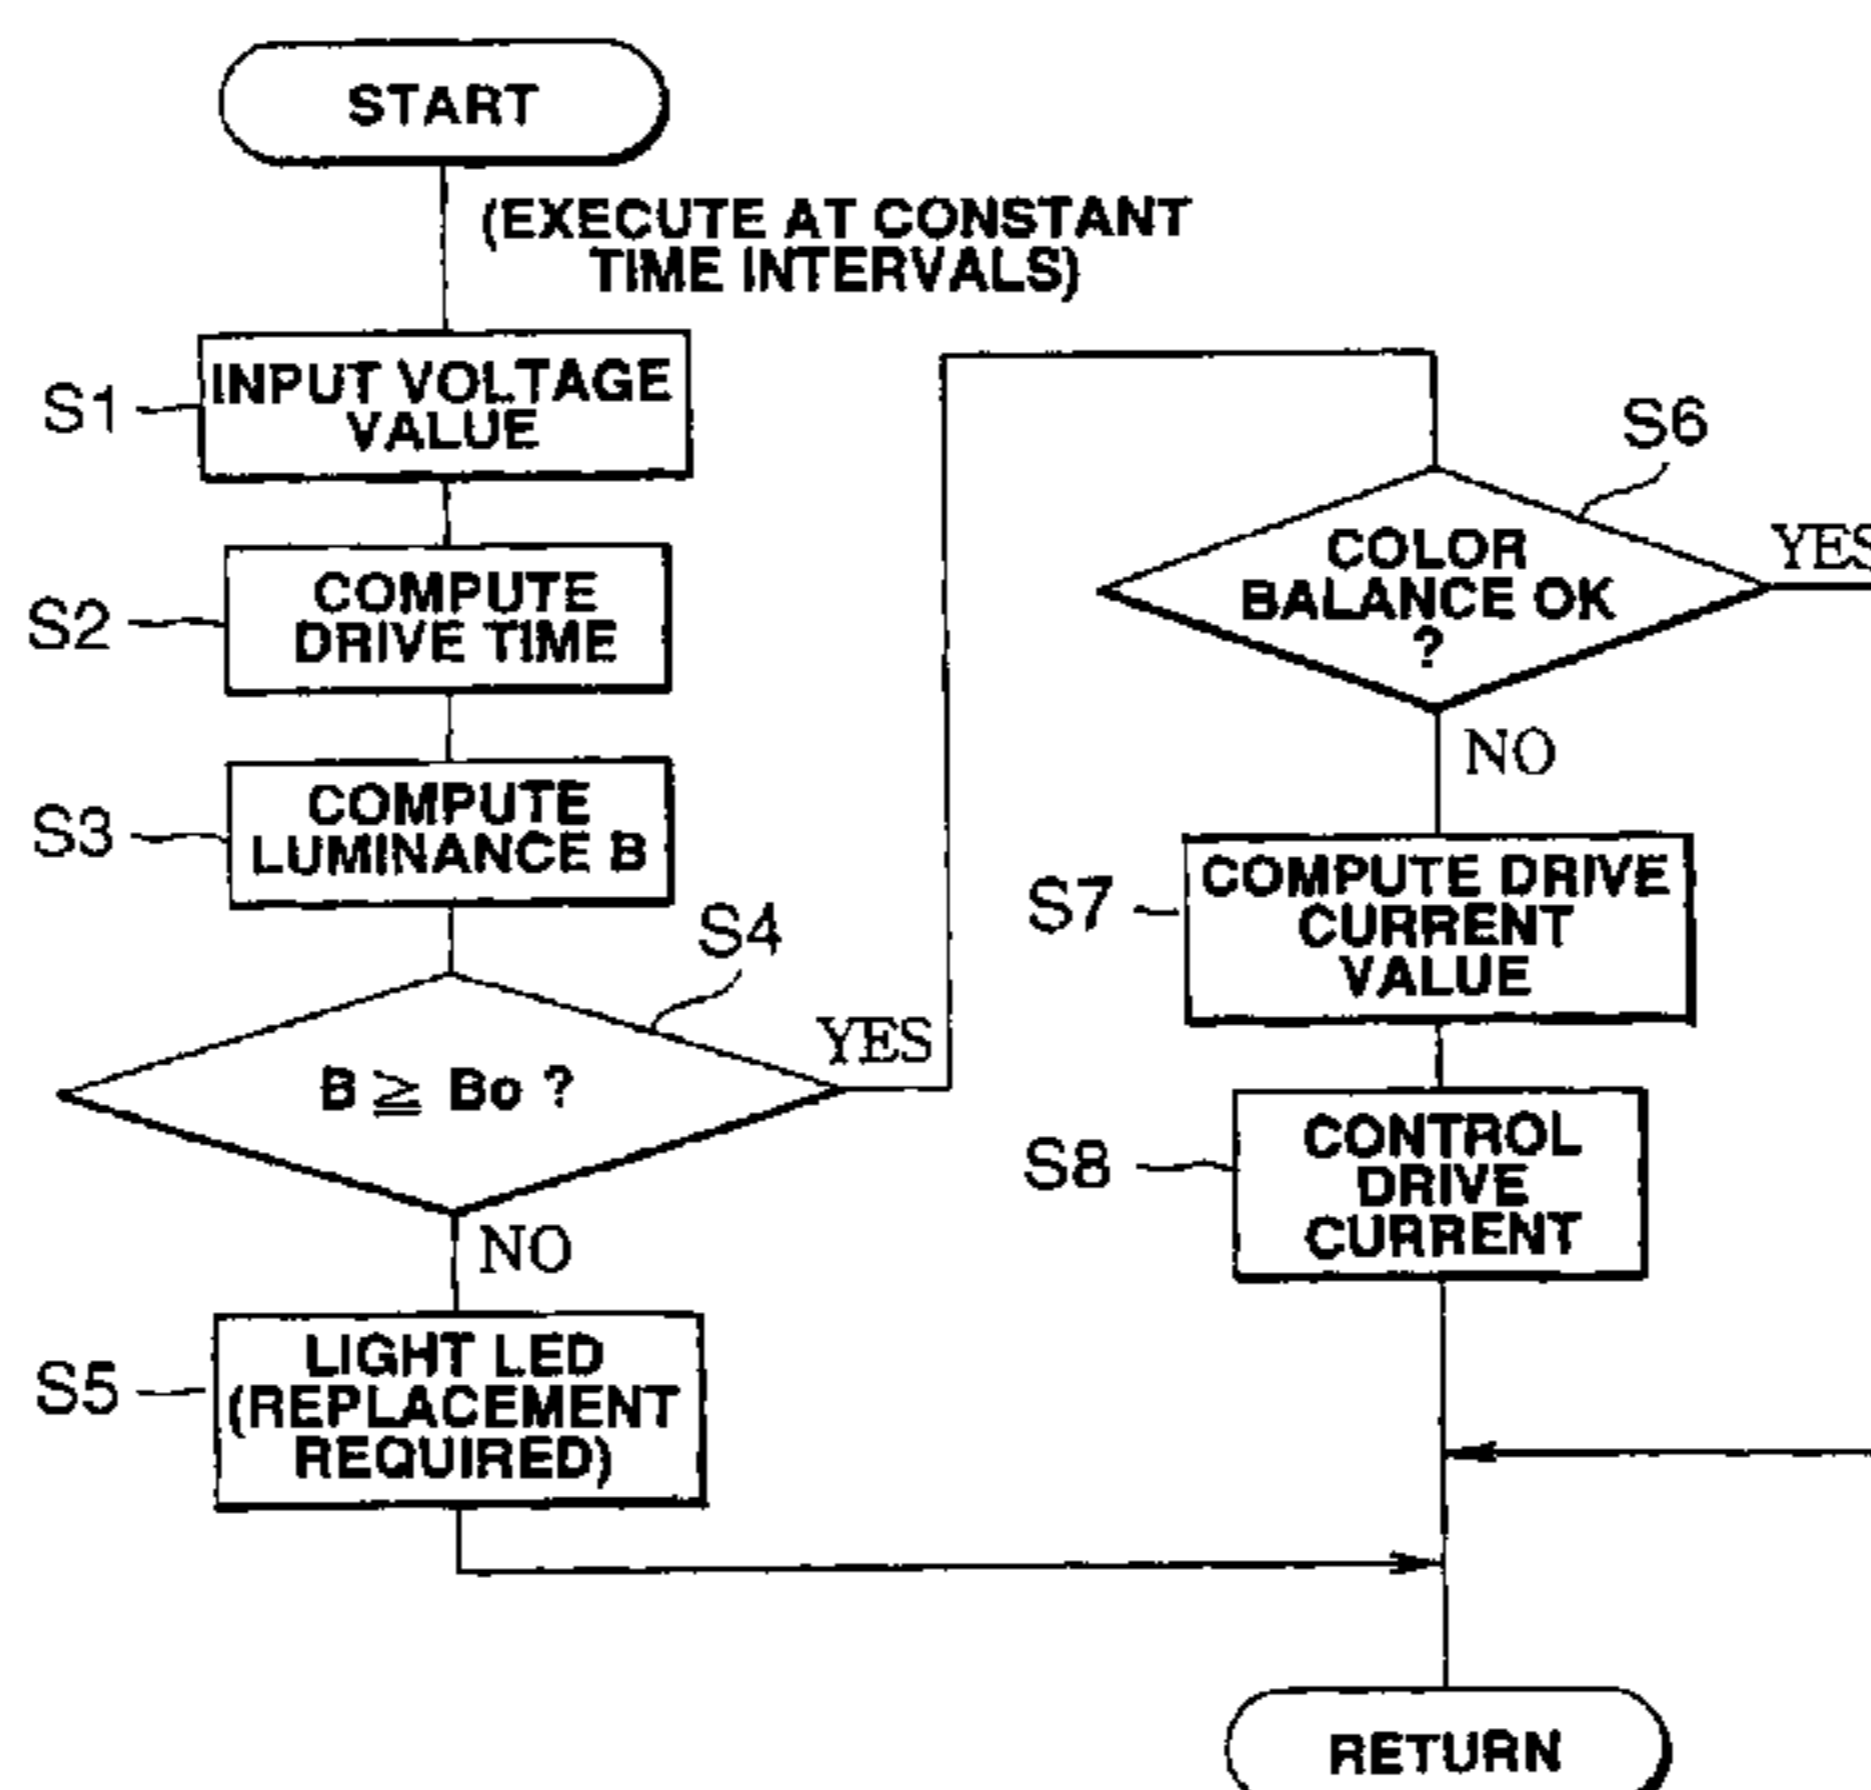 START
(EXECUTE AT CONSTANT
TIME INTERVALS)
S1
INPUT VOLTAGE
VALUE
S2
COMPUTE
DRIVE TIME
S3
COMPUTE
LUMINANCE B
S4
B ≧ Bo ?
YES
NO
S5
LIGHT LED
(REPLACEMENT
REQUIRED)
S6
COLOR
BALANCE OK
?
YES
NO
S7
COMPUTE DRIVE
CURRENT
VALUE
S8
CONTROL
DRIVE
CURRENT
RETURN